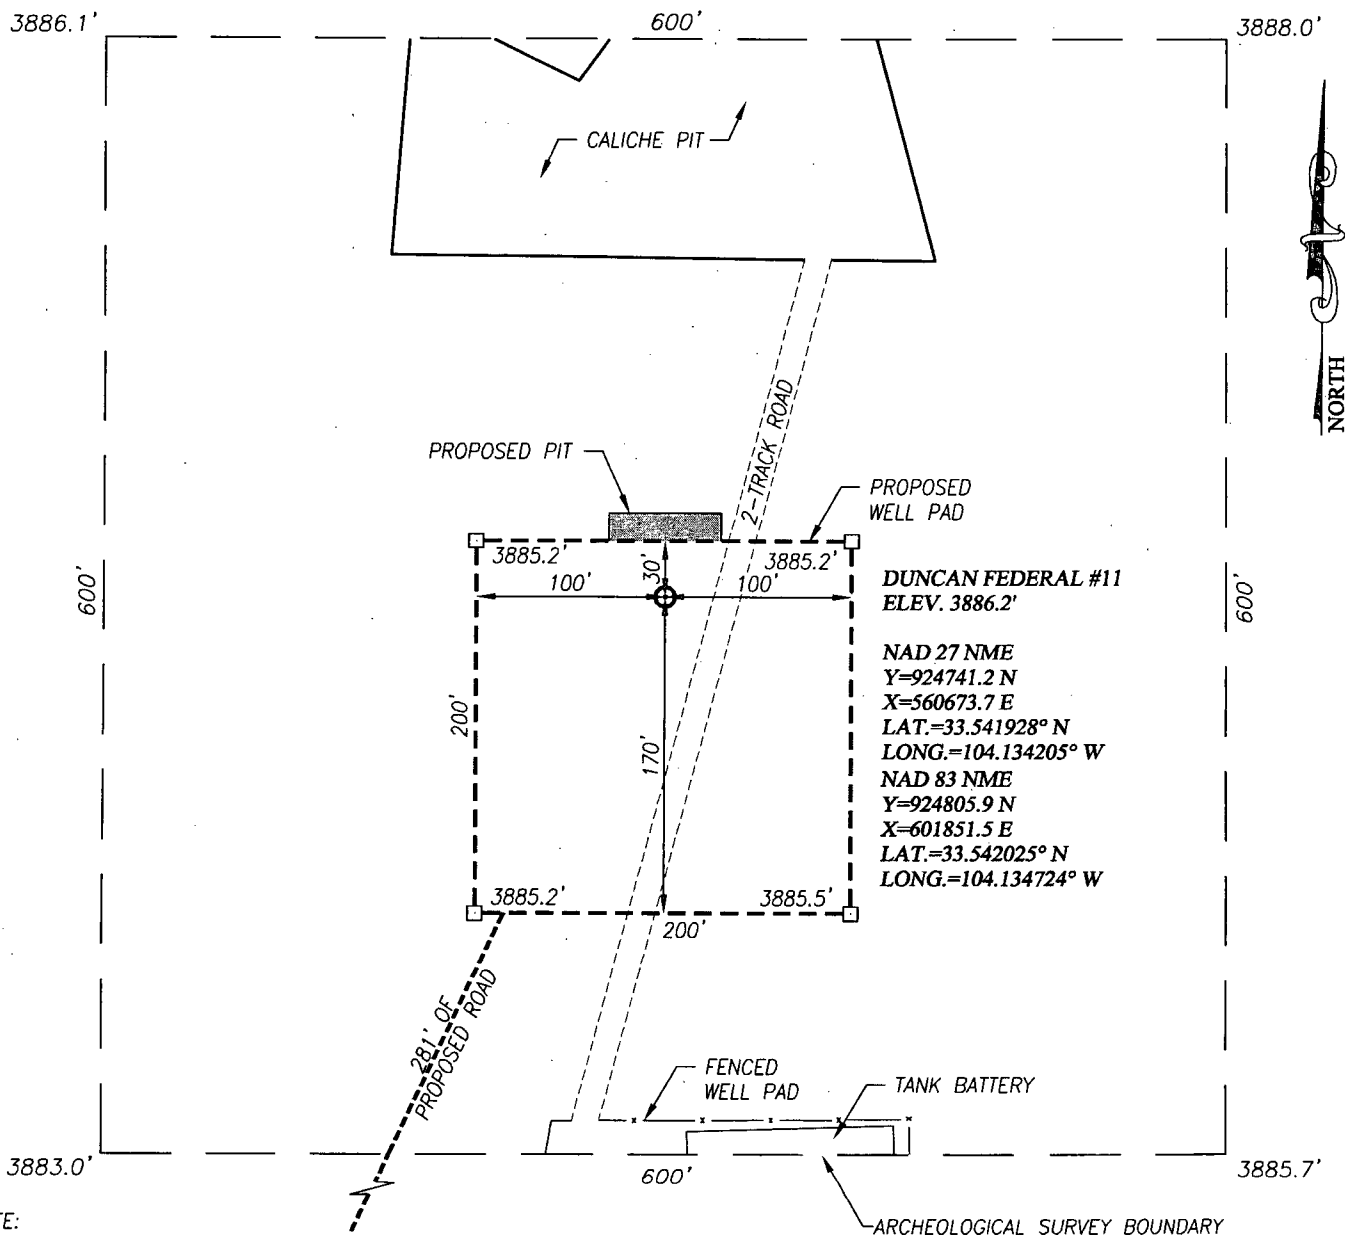 3886.1'
600'
3888.0'
CALICHE PIT
NORTH
2-TRACK ROAD
PROPOSED PIT
PROPOSED
WELL PAD
3885.2'
3885.2'
30'
100'
100'
600'
600'
DUNCAN FEDERAL #11
ELEV. 3886.2'
NAD 27 NME
Y=924741.2 N
X=560673.7 E
LAT.=33.541928° N
LONG.=104.134205° W
NAD 83 NME
Y=924805.9 N
X=601851.5 E
LAT.=33.542025° N
LONG.=104.134724° W
200'
170'
3885.2'
3885.5'
200'
281' OF
PROPOSED ROAD
FENCED
WELL PAD
TANK BATTERY
3883.0'
600'
3885.7'
TE:
ARCHEOLOGICAL SURVEY BOUNDARY